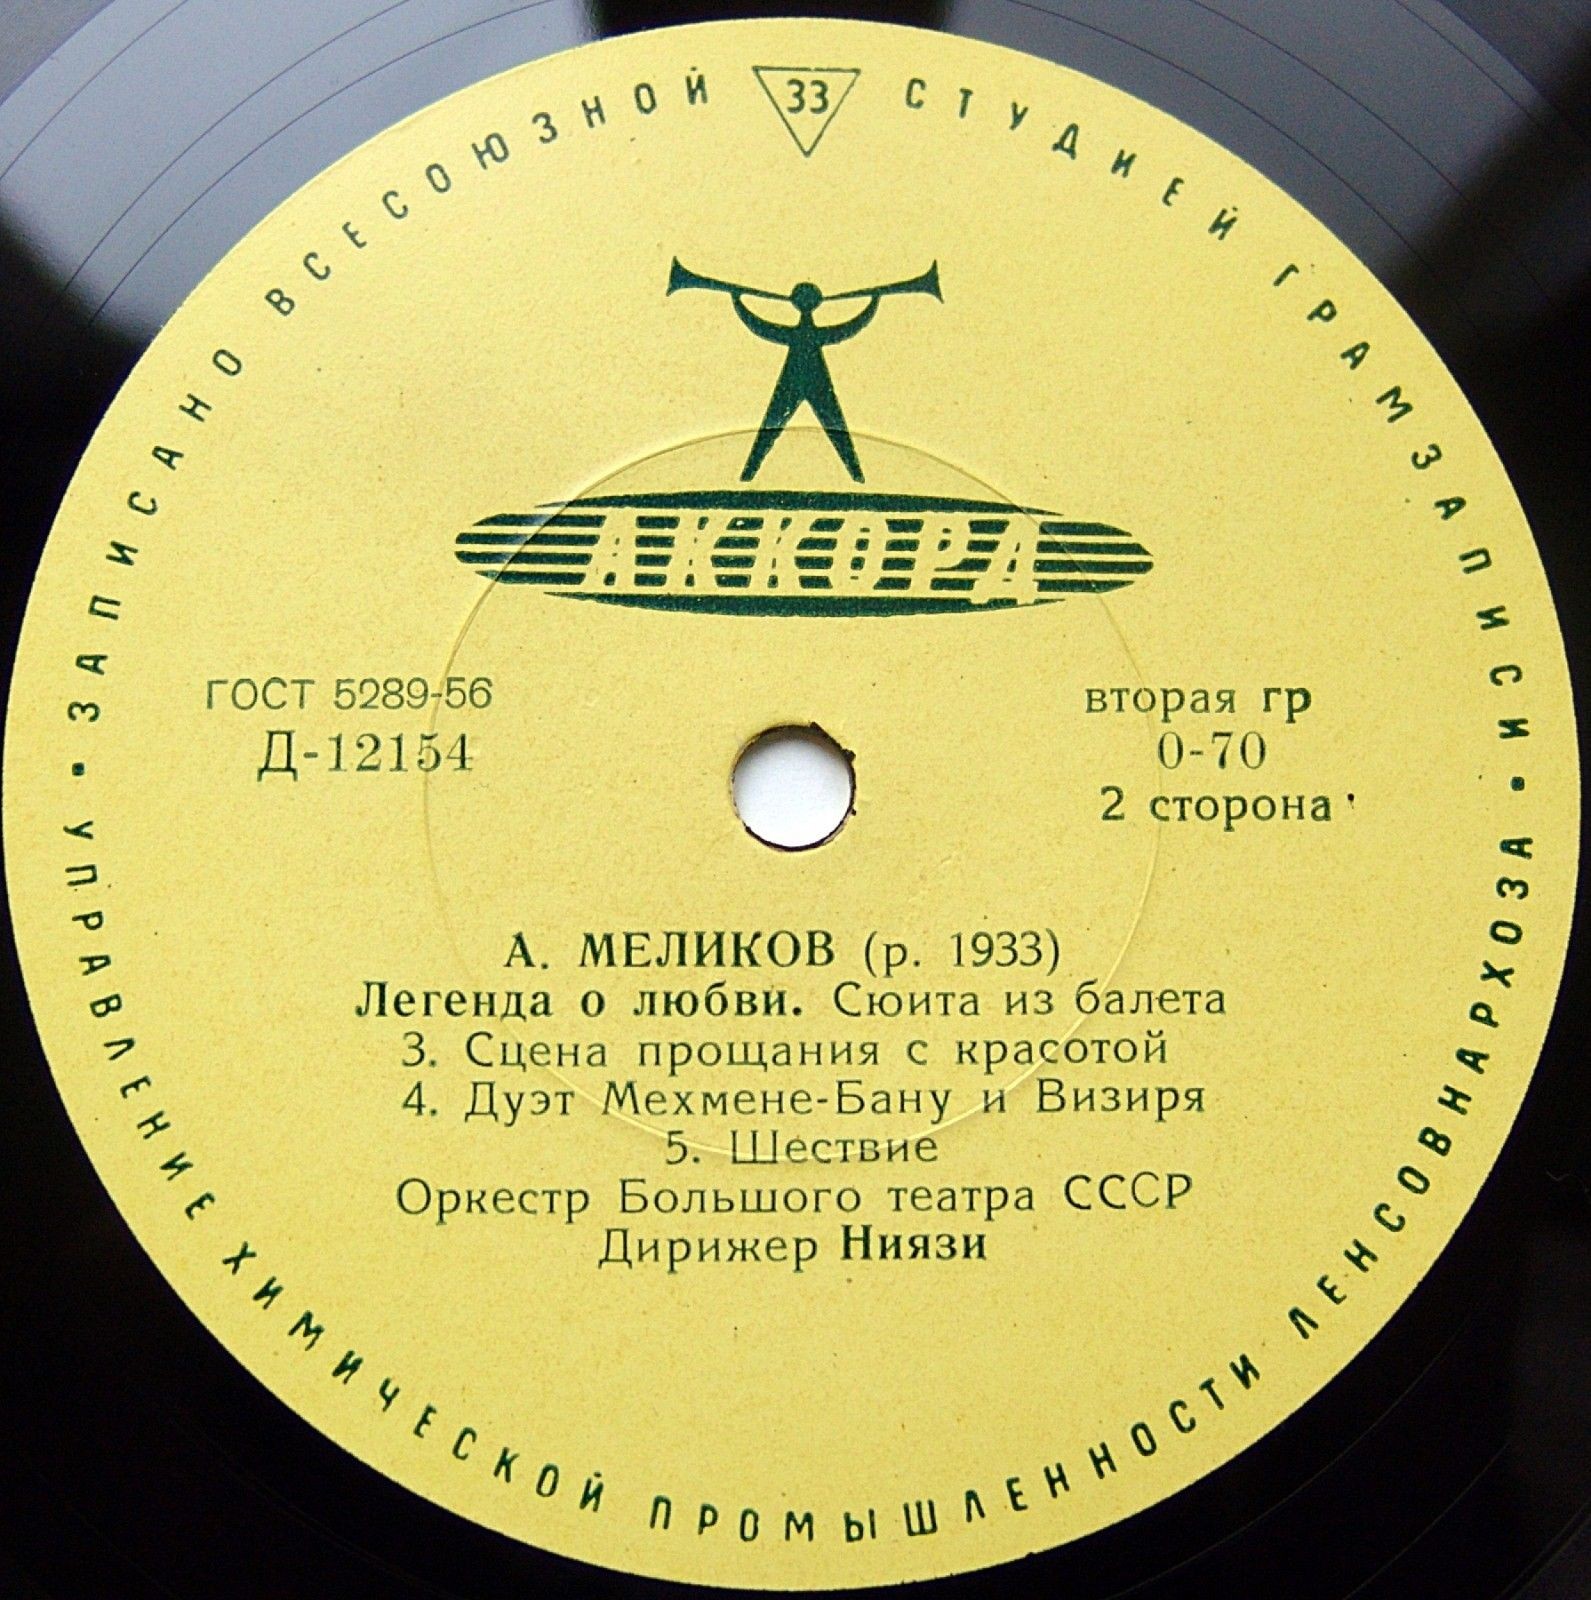 ЗАПИСАНО ВСЕСОЮЗНОЙ СТУДИЕЙ ГРАМЗАПИСИ
33
АККОРД
ГОСТ 5289-56
Д-12154
вторая гр
0-70
2 сторона
А. МЕЛИКОВ (р. 1933)
Легенда о любви. Сюита из балета
3. Сцена прощания с красотой
4. Дуэт Мехмене-Бану и Визиря
5. Шествие
Оркестр Большого театра СССР
Дирижер Ниязи
УПРАВЛЕНИЕ ХИМИЧЕСКОЙ ПРОМЫШЛЕННОСТИ ЛЕНСОВНАРХОЗА